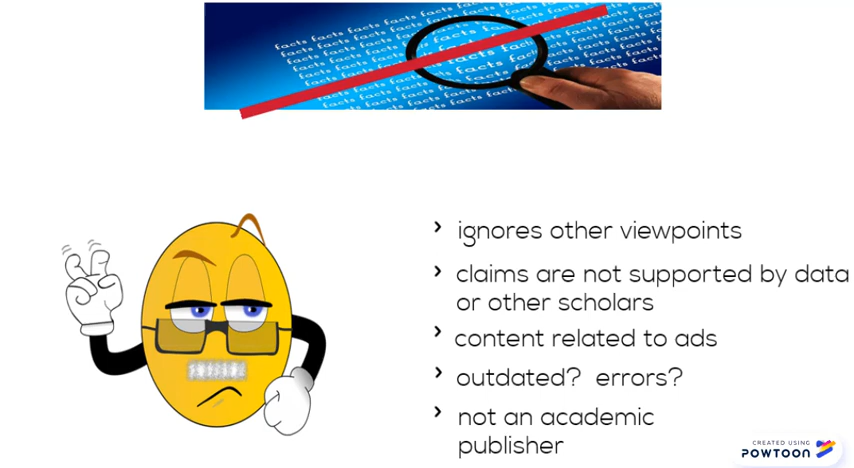 facts facts facts facts facts facts
facts facts facts facts facts facts
facts facts facts facts facts facts
facts facts facts facts facts facts
facts facts facts facts facts facts
› ignores other viewpoints
› claims are not supported by data
or other scholars
› content related to ads
› outdated? errors?
› not an academic
publisher
CREATED USING
POWTOON